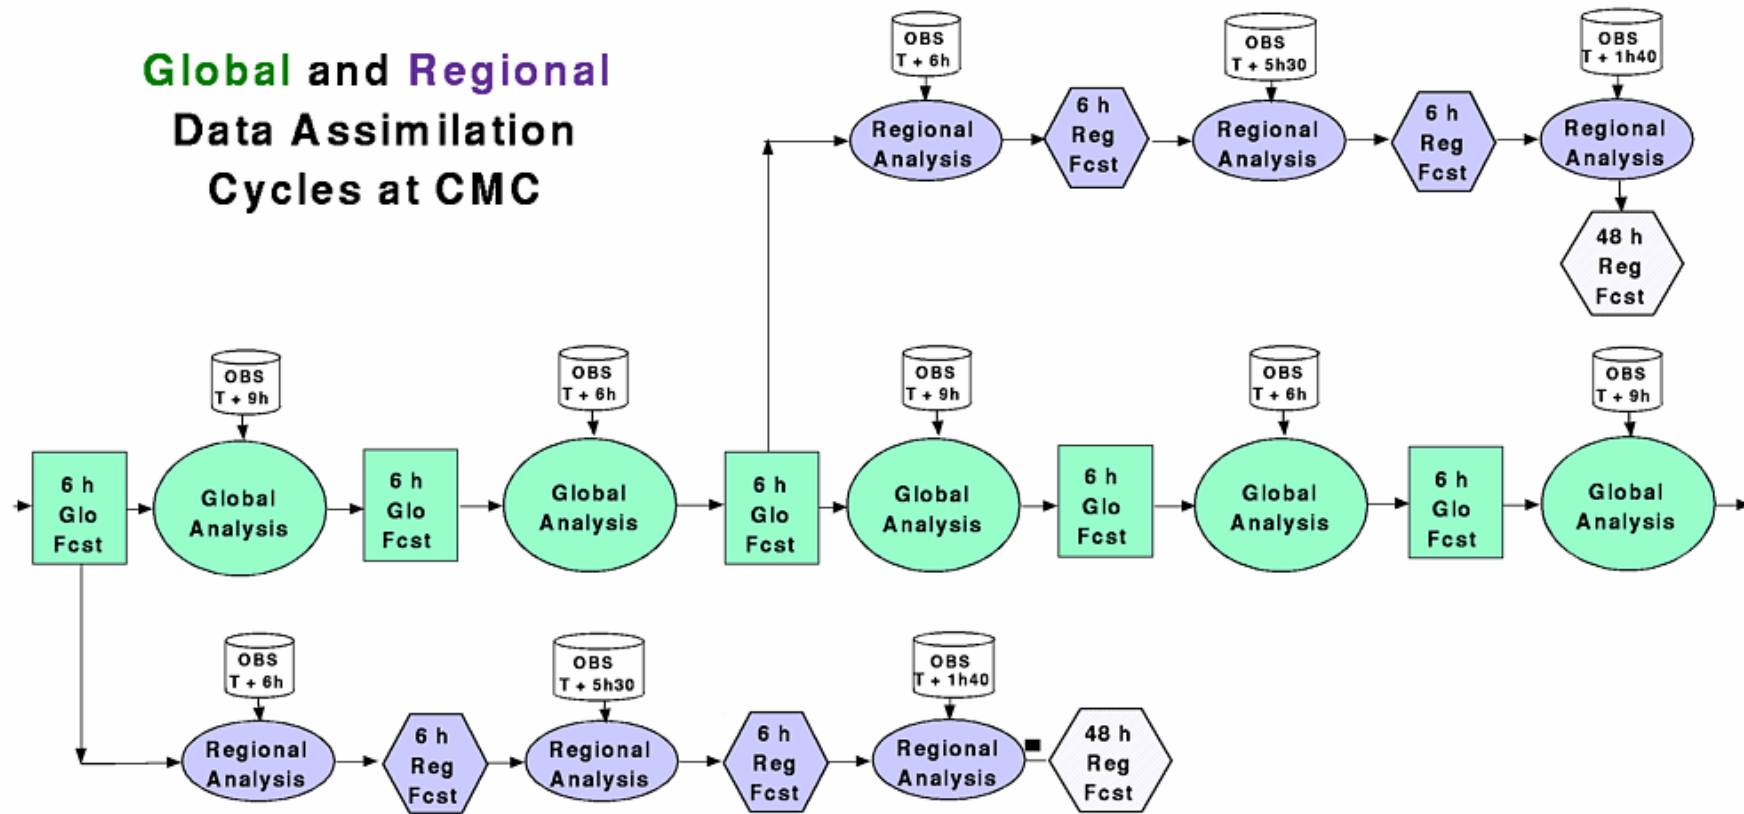 Global and Regional
Data Assimilation
Cycles at CMC
OBS
T + 6h
OBS
T + 5h30
OBS
T + 1h40
Regional
Analysis
6 h
Reg
Fcst
Regional
Analysis
6 h
Reg
Fcst
Regional
Analysis
48 h
Reg
Fcst
OBS
T + 9h
OBS
T + 6h
OBS
T + 9h
OBS
T + 6h
OBS
T + 9h
6 h
Glo
Fcst
Global
Analysis
6 h
Glo
Fcst
Global
Analysis
6 h
Glo
Fcst
Global
Analysis
6 h
Glo
Fcst
Global
Analysis
6 h
Glo
Fcst
Global
Analysis
OBS
T + 6h
OBS
T + 5h30
OBS
T + 1h40
Regional
Analysis
6 h
Reg
Fcst
Regional
Analysis
6 h
Reg
Fcst
Regional
Analysis
48 h
Reg
Fcst